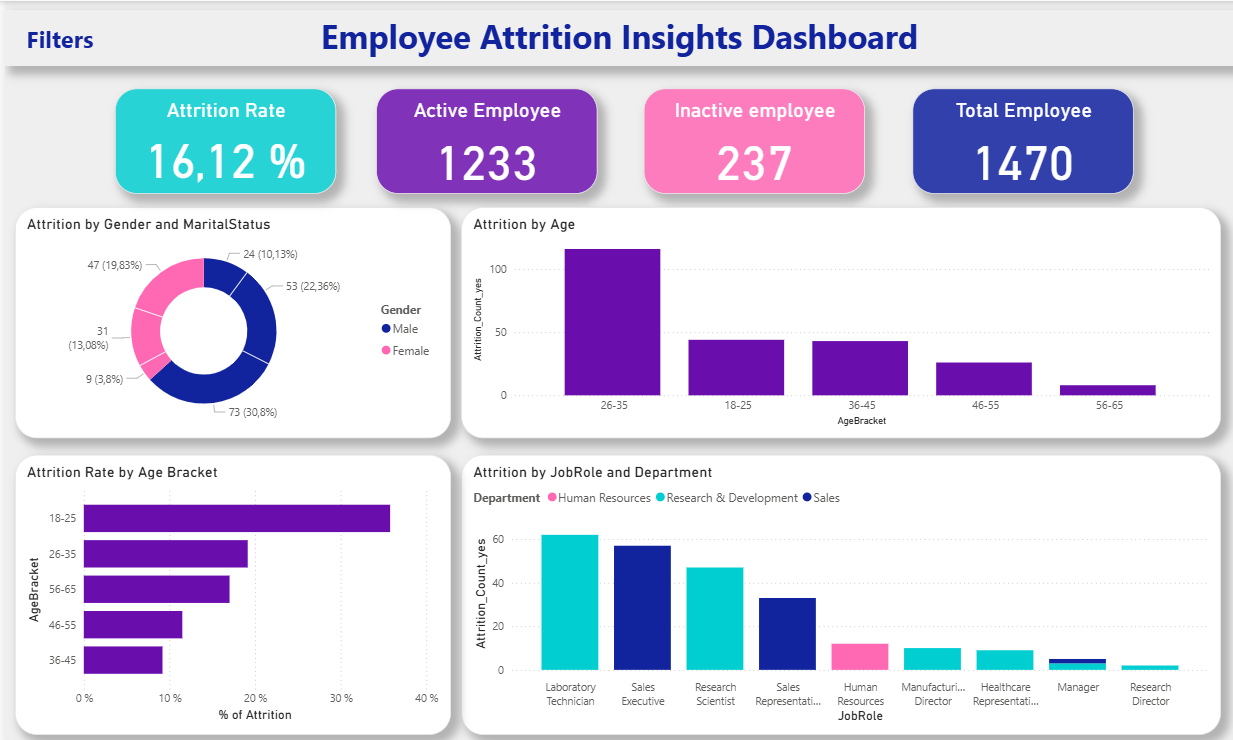 Filters
Employee Attrition Insights Dashboard
Attrition Rate
16,12 %
Active Employee
1233
Inactive employee
237
Total Employee
1470
Attrition by Gender and MaritalStatus
24 (10,13%)
53 (22,36%)
73 (30,8%)
9 (3,8%)
31
(13,08%)
47 (19,83%)
Gender
Male
Female
Attrition by Age
Attrition_Count_yes
100
50
0
26-35
18-25
36-45
46-55
56-65
AgeBracket
Attrition Rate by Age Bracket
AgeBracket
18-25
26-35
56-65
46-55
36-45
0 %
10 %
20 %
30 %
40 %
% of Attrition
Attrition by JobRole and Department
Department
Human Resources
Research & Development
Sales
Attrition_Count_yes
60
40
20
0
Laboratory
Technician
Sales
Executive
Research
Scientist
Sales
Representati...
Human
Resources
Manufacturi...
Director
Healthcare
Representati...
Manager
Research
Director
JobRole